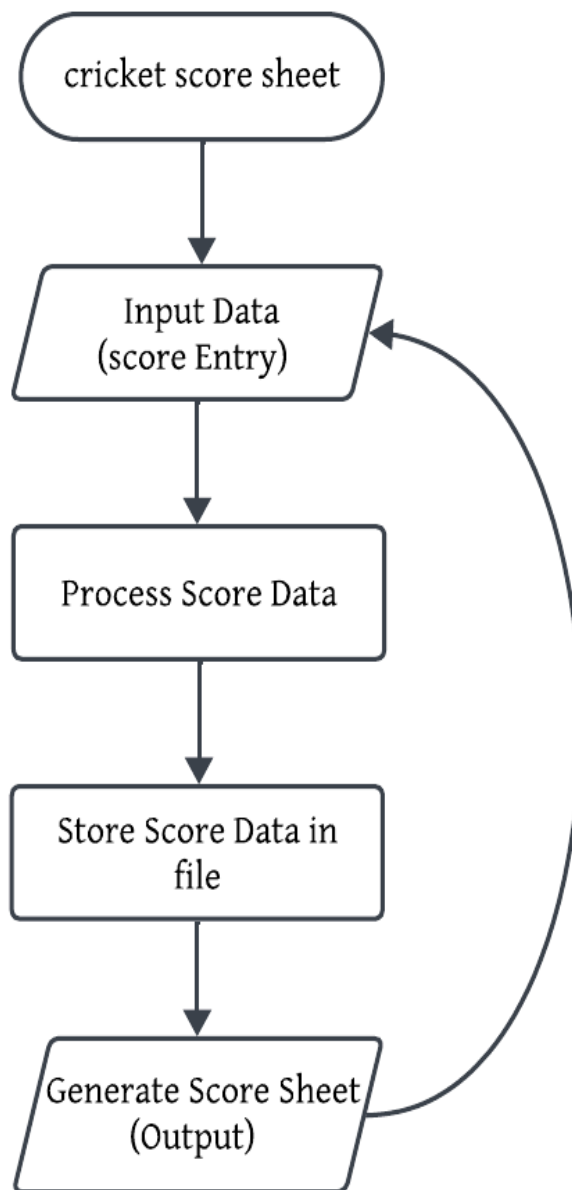 cricket score sheet
Input Data
(score Entry)
Process Score Data
Store Score Data in
file
Generate Score Sheet
(Output)